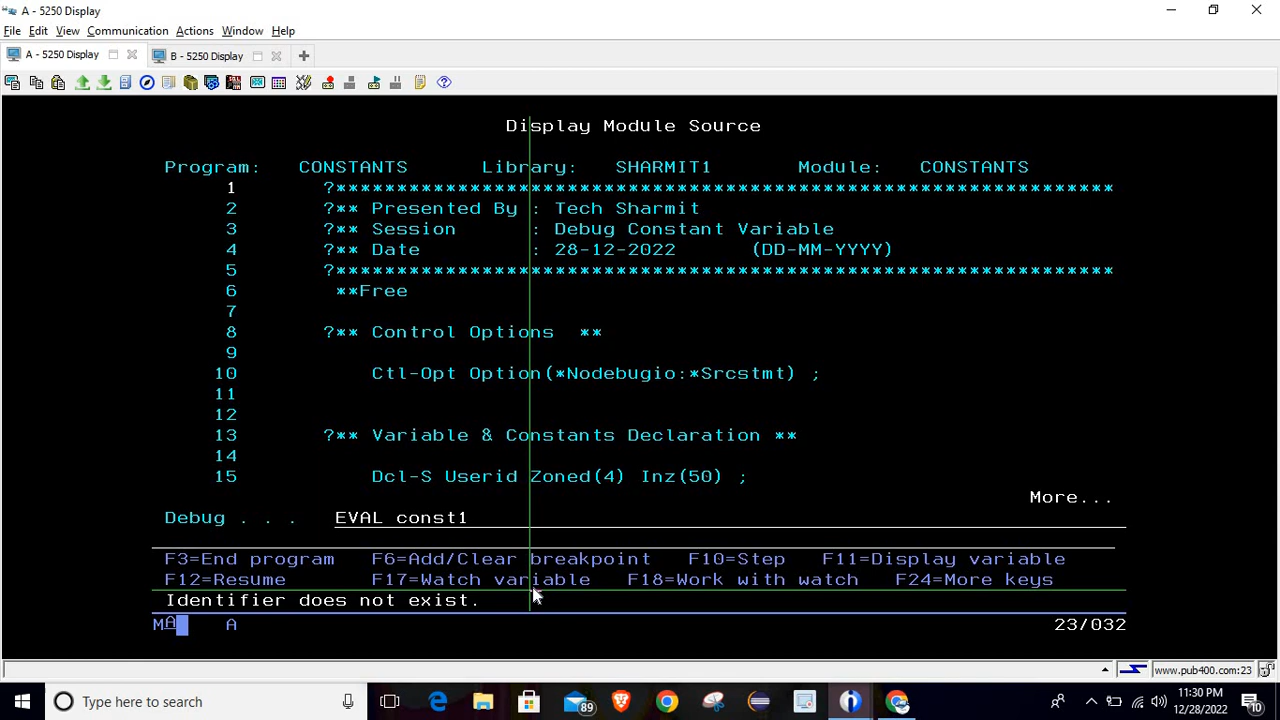 A - 5250 Display
File Edit View Communication Actions Window Help
A - 5250 Display B - 5250 Display
Display Module Source
Program: CONSTANTS Library: SHARMIT1 Module: CONSTANTS
1 ?****************************************************************
2 ?** Presented By : Tech Sharmit
3 ?** Session : Debug Constant Variable
4 ?** Date : 28-12-2022 (DD-MM-YYYY)
5 ?****************************************************************
6 **Free
7
8 ?** Control Options **
9
10 Ctl-Opt Option(*Nodebugio:*Srcstmt) ;
11
12
13 ?** Variable & Constants Declaration **
14
15 Dcl-S Userid Zoned(4) Inz(50) ;
More...
Debug . . . EVAL const1
F3=End program F6=Add/Clear breakpoint F10=Step F11=Display variable
F12=Resume F17=Watch variable F18=Work with watch F24=More keys
Identifier does not exist.
MA A 23/032
www.pub400.com:23
Type here to search
89
11:30 PM
12/28/2022
10